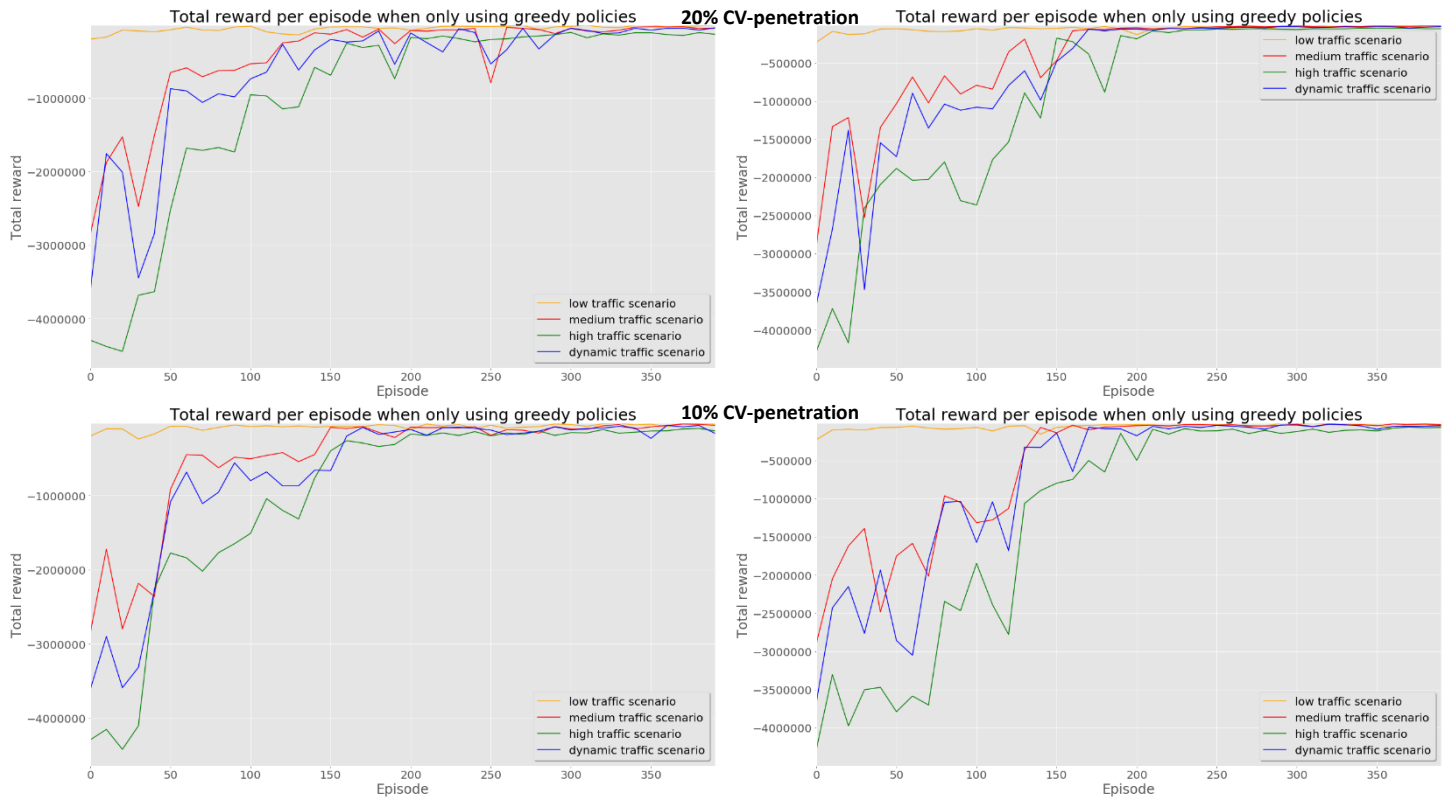 Total reward per episode when only using greedy policies
20% CV-penetration
Total reward per episode when only using greedy policies
Total reward
−1000000
−2000000
−3000000
−4000000
low traffic scenario
medium traffic scenario
high traffic scenario
dynamic traffic scenario
0 50 100 150 200 250 300 350
Episode
Total reward
−500000
−1000000
−1500000
−2000000
−2500000
−3000000
−3500000
−4000000
low traffic scenario
medium traffic scenario
high traffic scenario
dynamic traffic scenario
0 50 100 150 200 250 300 350
Episode
Total reward per episode when only using greedy policies
10% CV-penetration
Total reward per episode when only using greedy policies
Total reward
−1000000
−2000000
−3000000
−4000000
low traffic scenario
medium traffic scenario
high traffic scenario
dynamic traffic scenario
0 50 100 150 200 250 300 350
Episode
Total reward
−500000
−1000000
−1500000
−2000000
−2500000
−3000000
−3500000
−4000000
low traffic scenario
medium traffic scenario
high traffic scenario
dynamic traffic scenario
0 50 100 150 200 250 300 350
Episode